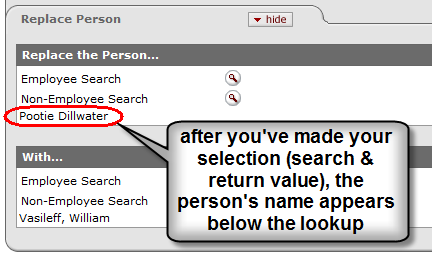 Replace Person
hide
Replace the Person...
Employee Search
Non-Employee Search
Pootie Dillwater
after you've made your
selection (search &
return value), the
person's name appears
below the lookup
With...
Employee Search
Non-Employee Search
Vasileff, William